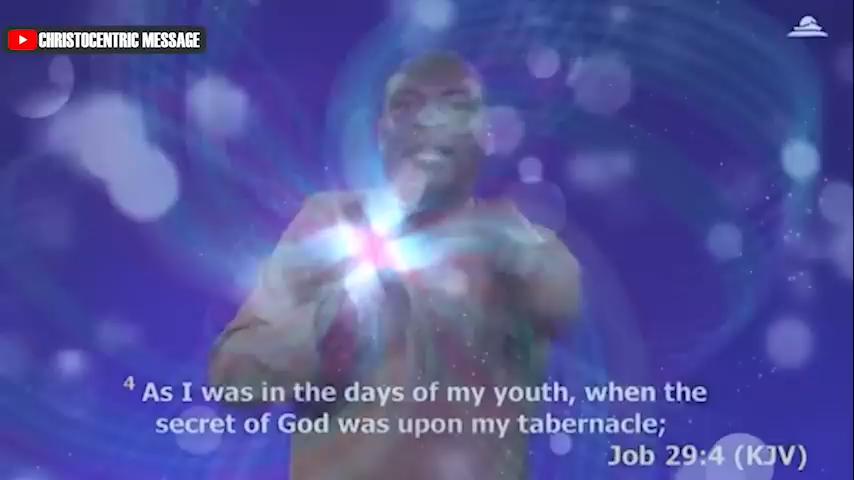 CHRISTOCENTRIC MESSAGE
4 As I was in the days of my youth, when the
secret of God was upon my tabernacle;
Job 29:4 (KJV)